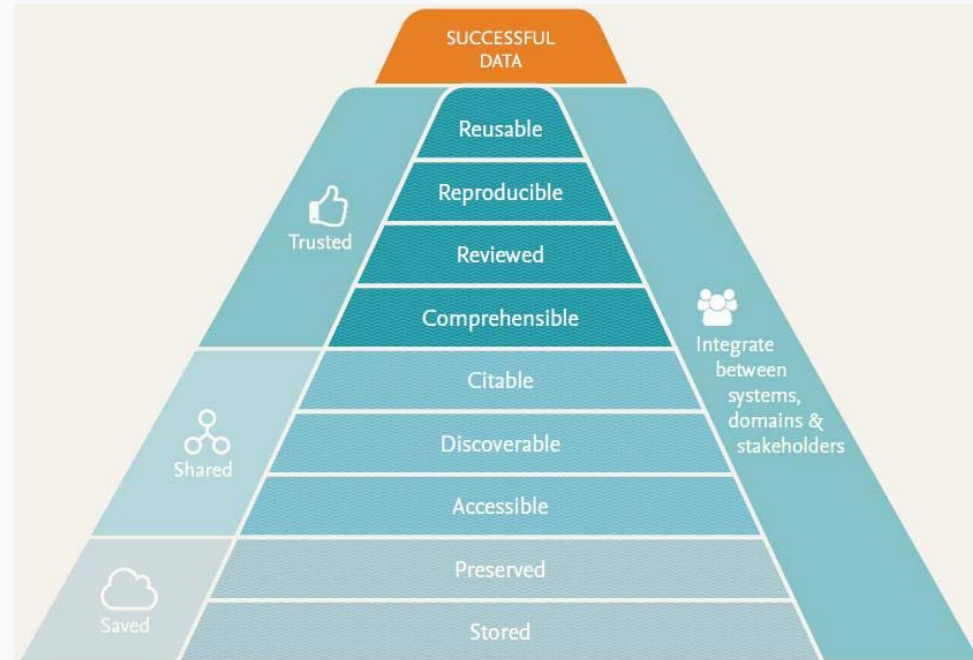 SUCCESSFUL
DATA
Reusable
Reproducible
Trusted
Reviewed
Comprehensible
Integrate
between
systems,
domains &
stakeholders
Citable
Discoverable
Shared
Accessible
Preserved
Saved
Stored